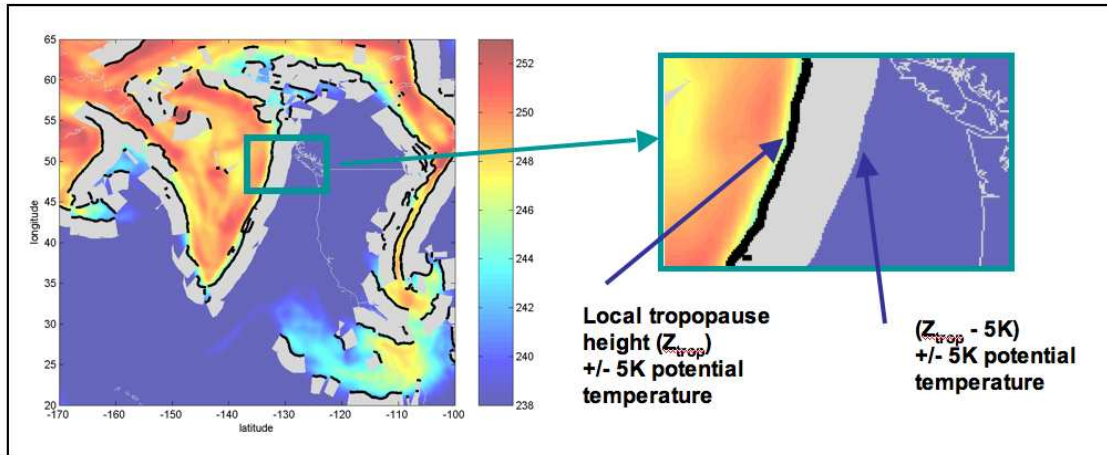 65
60
55
50
45
40
35
30
25
20
longitude
-170
-160
-150
-140
-130
-120
-110
-100
latitude
252
250
248
246
244
242
240
238
Local tropopause
height (Ztrop)
+/- 5K potential
temperature
(Ztrop - 5K)
+/- 5K potential
temperature